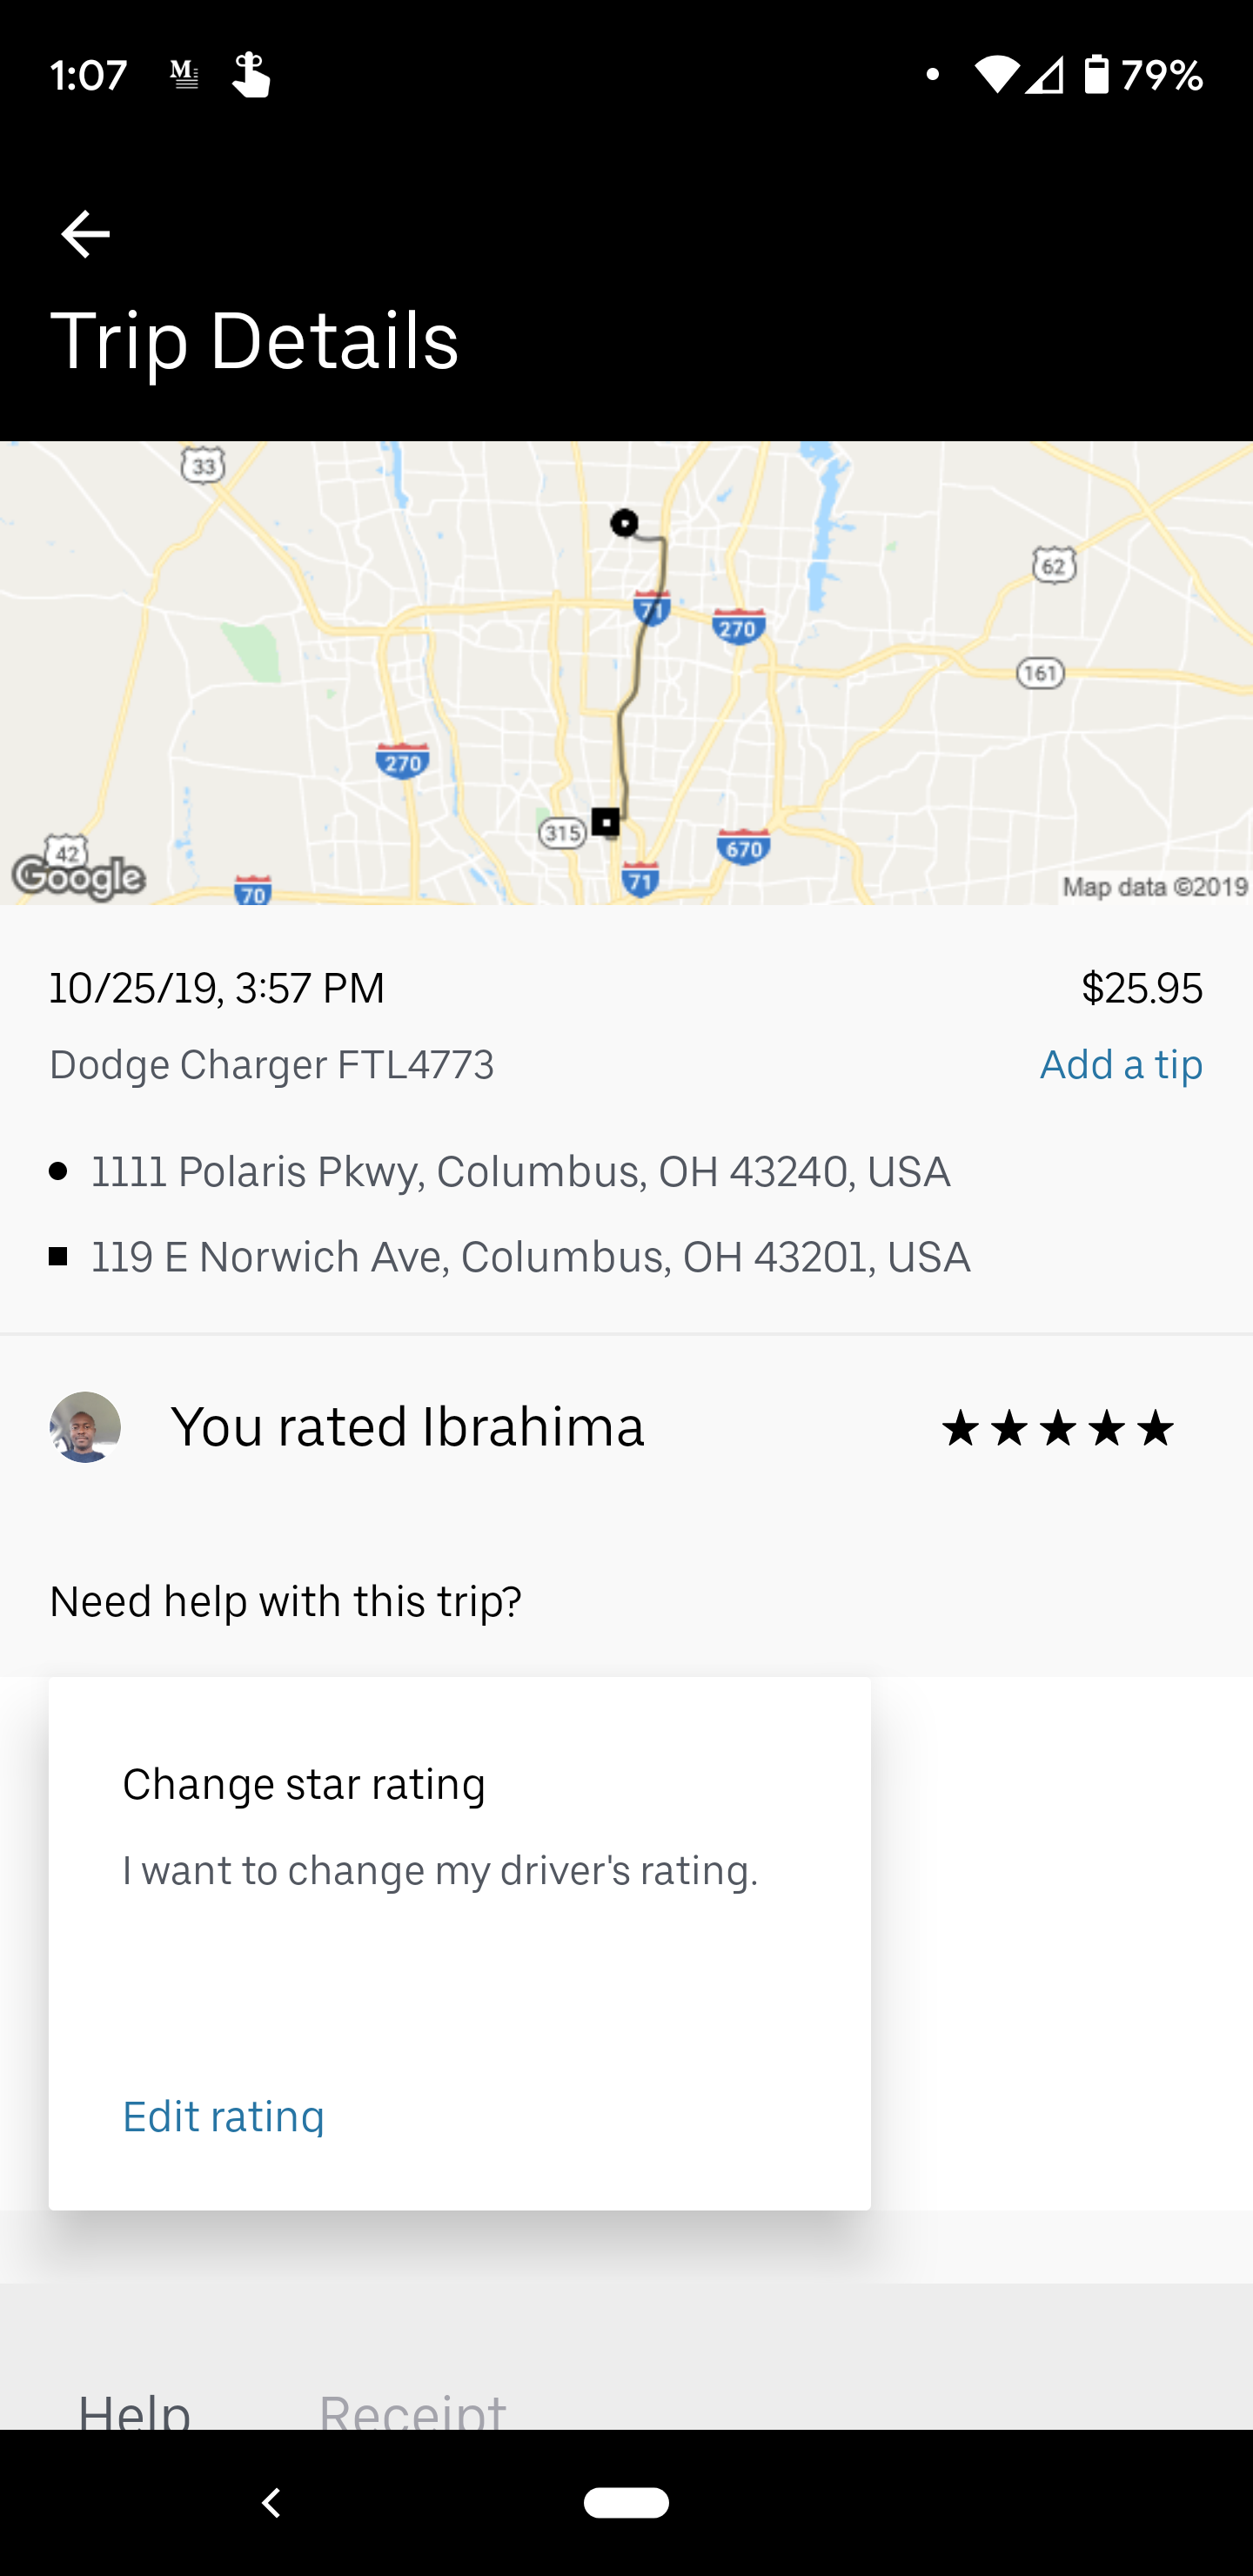 1:07 M 79%
Trip Details
33
62
71
270
161
270
315
670
42
Google
70
71
Map data ©2019
10/25/19, 3:57 PM $25.95
Dodge Charger FTL4773 Add a tip
1111 Polaris Pkwy, Columbus, OH 43240, USA
119 E Norwich Ave, Columbus, OH 43201, USA
You rated Ibrahima
Need help with this trip?
Change star rating
I want to change my driver's rating.
Edit rating
Help Receipt